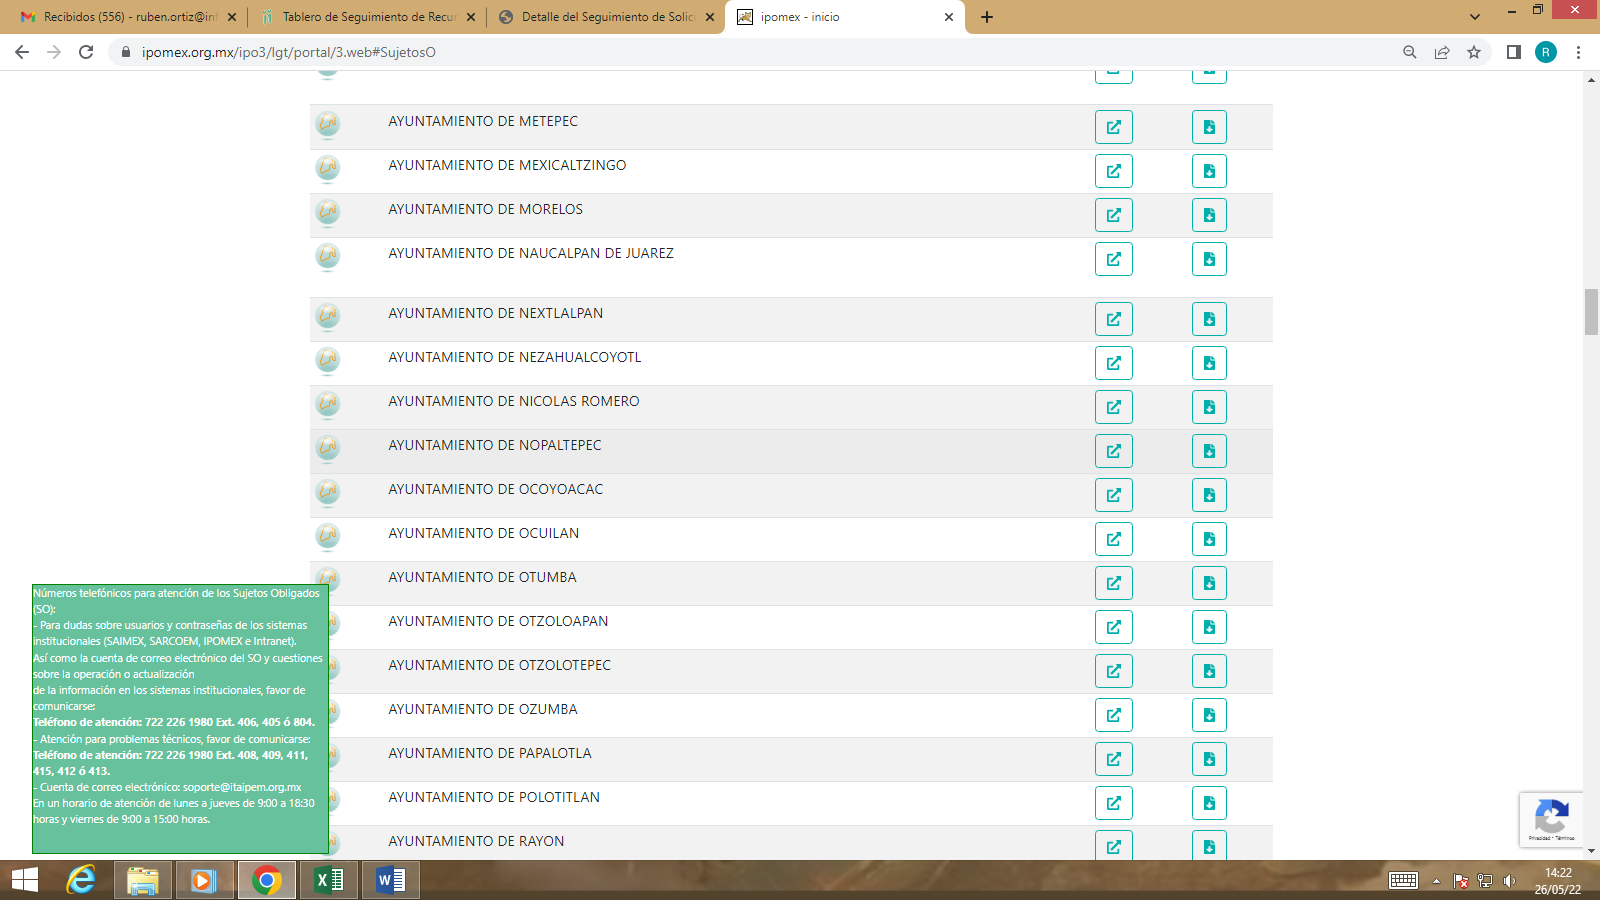 Recibidos (556) - ruben.ortiz@inf
Tablero de Seguimiento de Recur
Detalle del Seguimiento de Solici
ipomex - inicio
ipomex.org.mx/ipo3/lgt/portal/3.web#SujetosO
R
AYUNTAMIENTO DE METEPEC
AYUNTAMIENTO DE MEXICALTZINGO
AYUNTAMIENTO DE MORELOS
AYUNTAMIENTO DE NAUCALPAN DE JUAREZ
AYUNTAMIENTO DE NEXTLALPAN
AYUNTAMIENTO DE NEZAHUALCOYOTL
AYUNTAMIENTO DE NICOLAS ROMERO
AYUNTAMIENTO DE NOPALTEPEC
AYUNTAMIENTO DE OCOYOACAC
AYUNTAMIENTO DE OCUILAN
AYUNTAMIENTO DE OTUMBA
AYUNTAMIENTO DE OTZOLOAPAN
AYUNTAMIENTO DE OTZOLOTEPEC
AYUNTAMIENTO DE OZUMBA
AYUNTAMIENTO DE PAPALOTLA
AYUNTAMIENTO DE POLOTITLAN
AYUNTAMIENTO DE RAYON
Números telefónicos para atención de los Sujetos Obligados
(SO):
- Para dudas sobre usuarios y contraseñas de los sistemas
institucionales (SAIMEX, SARCOEM, IPOMEX e Intranet).
Así como la cuenta de correo electrónico del SO y cuestiones
sobre la operación o actualización
de la información en los sistemas institucionales, favor de
comunicarse:
Teléfono de atención: 722 226 1980 Ext. 406, 405 ó 804.
- Atención para problemas técnicos, favor de comunicarse:
Teléfono de atención: 722 226 1980 Ext. 408, 409, 411,
415, 412 ó 413.
- Cuenta de correo electrónico: soporte@itaipem.org.mx
En un horario de atención de lunes a jueves de 9:00 a 18:30
horas y viernes de 9:00 a 15:00 horas.
Privacidad - Términos
14:22
26/05/22